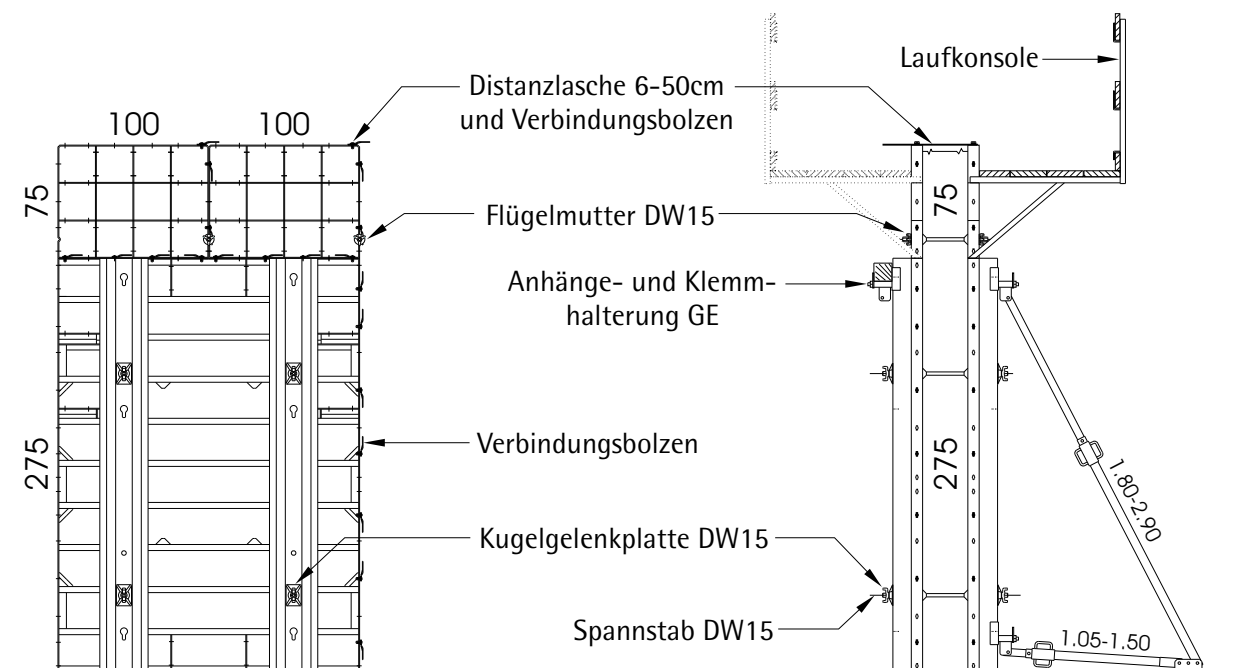 Laufkonsole
Distanzlasche 6-50cm
und Verbindungsbolzen
100 100
75
75
Flügelmutter DW15
Anhänge- und Klemm-
halterung GE
Verbindungsbolzen
275
275
1.80-2.90
Kugelgelenkplatte DW15
Spannstab DW15
1.05-1.50